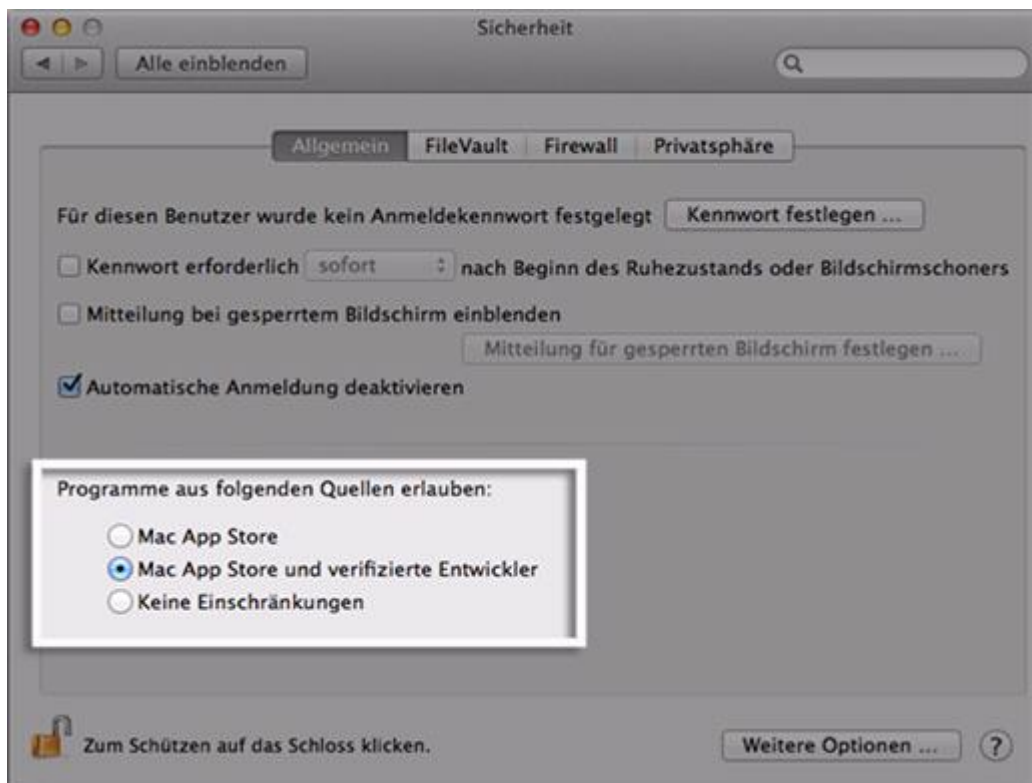 Sicherheit
Alle einblenden
Allgemein FileVault Firewall Privatsphäre
Für diesen Benutzer wurde kein Anmeldekennwort festgelegt Kennwort festlegen ...
Kennwort erforderlich sofort nach Beginn des Ruhezustands oder Bildschirmschoners
Mitteilung bei gesperrtem Bildschirm einblenden
Mitteilung für gesperrten Bildschirm festlegen ...
Automatische Anmeldung deaktivieren
Programme aus folgenden Quellen erlauben:
Mac App Store
Mac App Store und verifizierte Entwickler
Keine Einschränkungen
Zum Schützen auf das Schloss klicken. Weitere Optionen ... ?